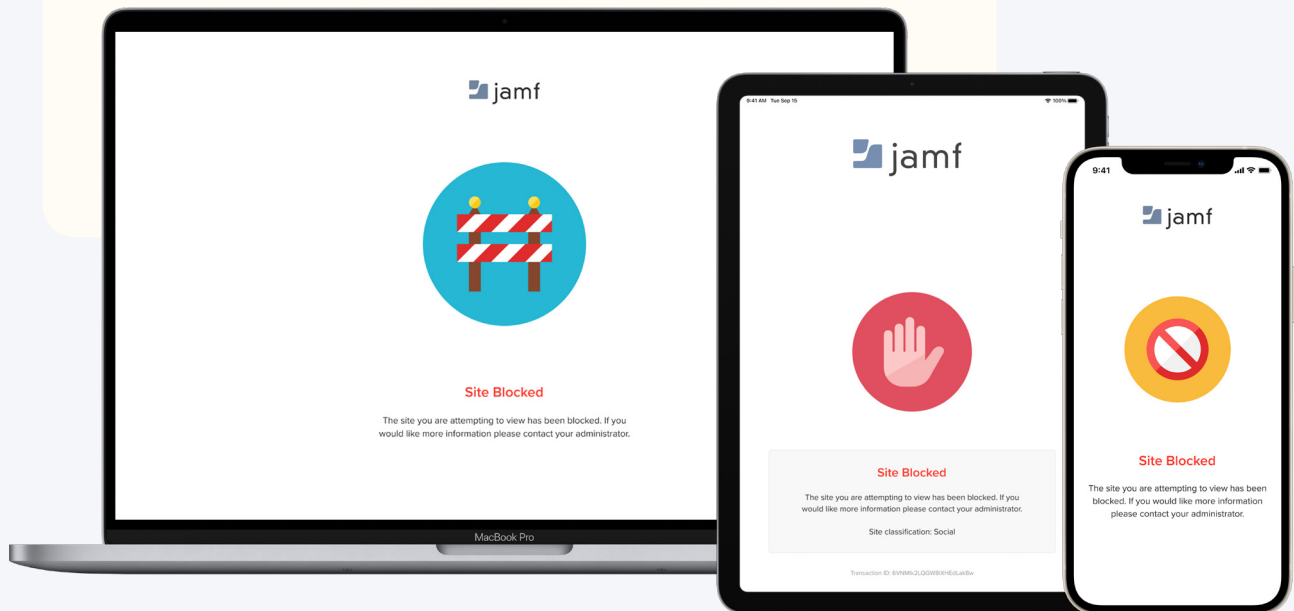 jamf
Site Blocked
The site you are attempting to view has been blocked. If you
would like more information please contact your administrator.
MacBook Pro
9:41 AM Tue Sep 15
100%
jamf
Site Blocked
The site you are attempting to view has been blocked. If you
would like more information please contact your administrator.
Site classification: Social
Transaction ID:
9:41
jamf
Site Blocked
The site you are attempting to view has been
blocked. If you would like more information
please contact your administrator.